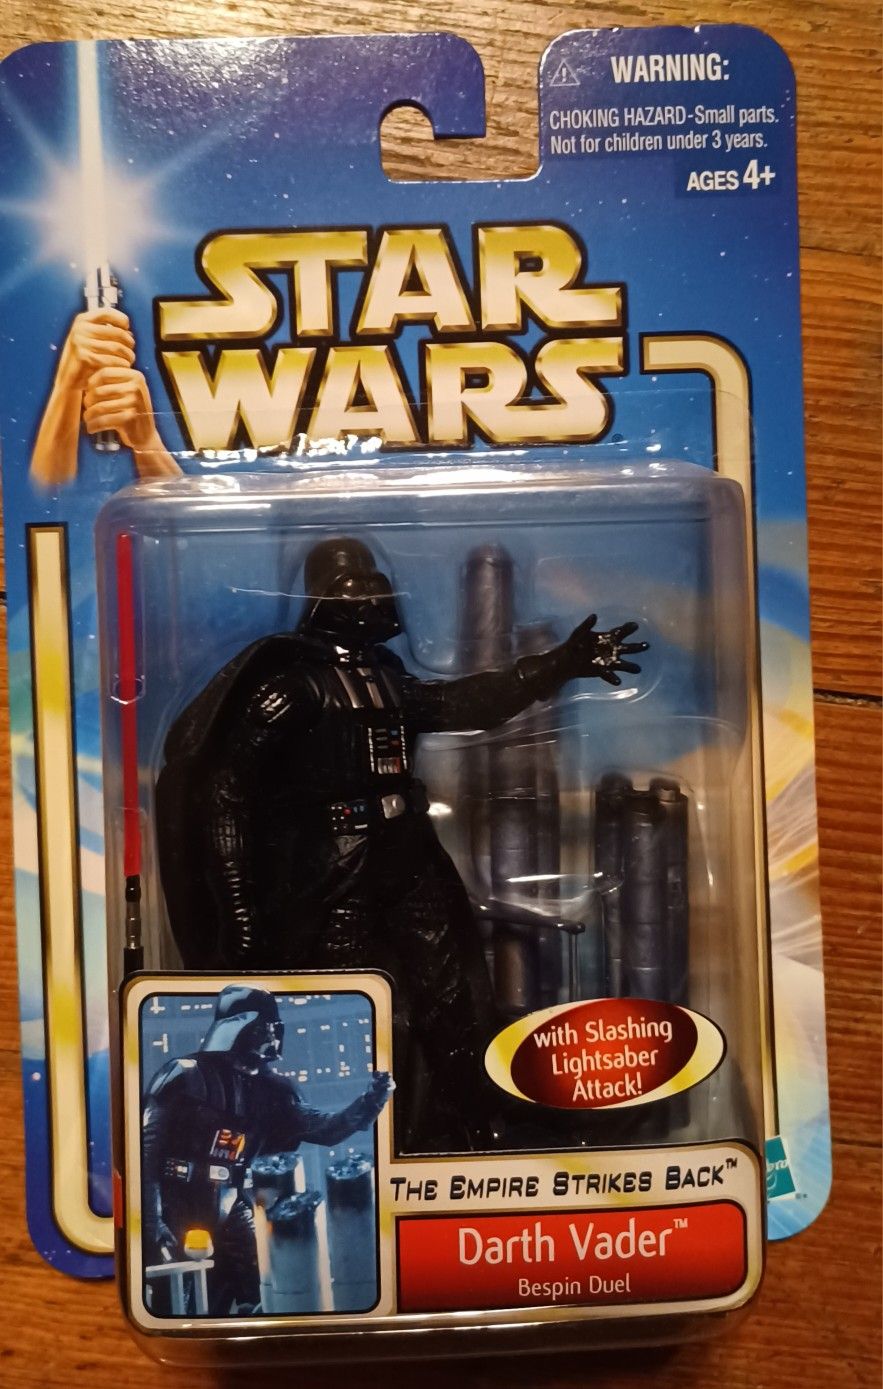 WARNING:
CHOKING HAZARD-Small parts.
Not for children under 3 years.
AGES 4+
STAR
WARS®
with Slashing
Lightsaber
Attack!
THE EMPIRE STRIKES BACK™
Darth Vader™
Bespin Duel